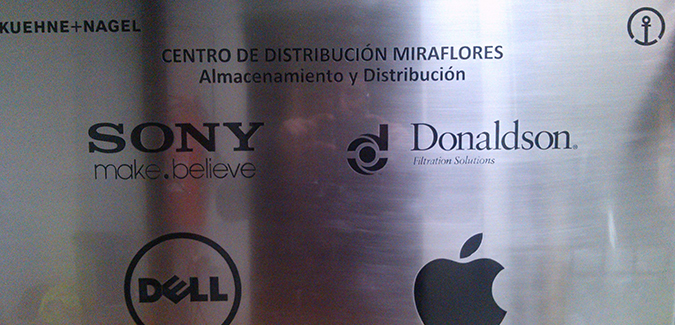 KUEHNE+NAGEL
CENTRO DE DISTRIBUCIÓN MIRAFLORES
Almacenamiento y Distribución
SONY
make.believe
Donaldson®
Filtration Solutions
DELL